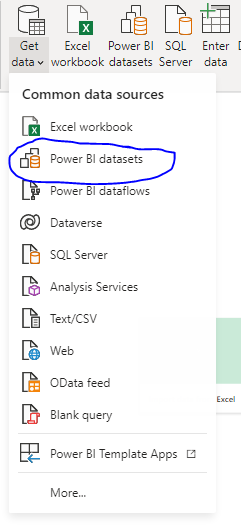 Get data
Excel workbook
Power BI datasets
SQL Server
Enter data
Common data sources
Excel workbook
Power BI datasets
Power BI dataflows
Dataverse
SQL Server
Analysis Services
Text/CSV
Web
OData feed
Blank query
Power BI Template Apps
More...
Excel